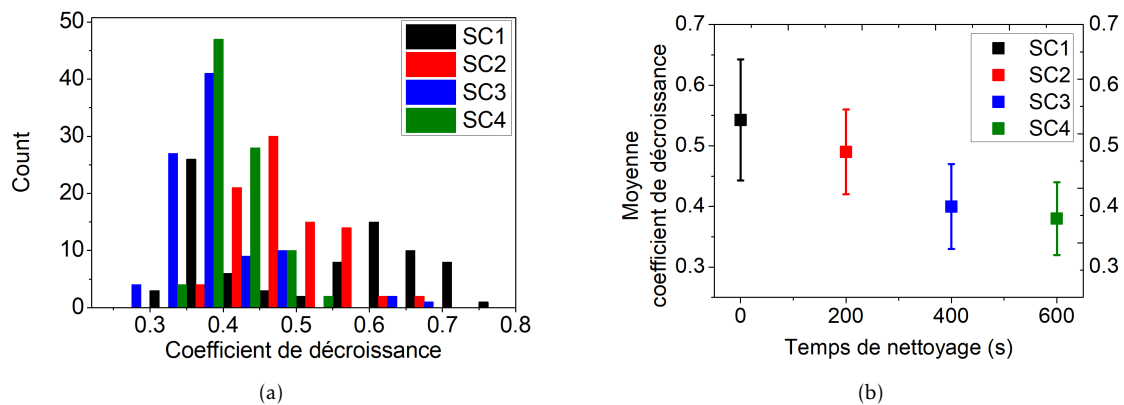 50
40
30
20
10
0
Count
0.3 0.4 0.5 0.6 0.7 0.8
Coefficient de décroissance
SC1
SC2
SC3
SC4
(a)
0.7
0.6
0.5
0.4
0.3
Moyenne
coefficient de décroissance
0 200 400 600
Temps de nettoyage (s)
SC1
SC2
SC3
SC4
0.7
0.6
0.5
0.4
0.3
(b)